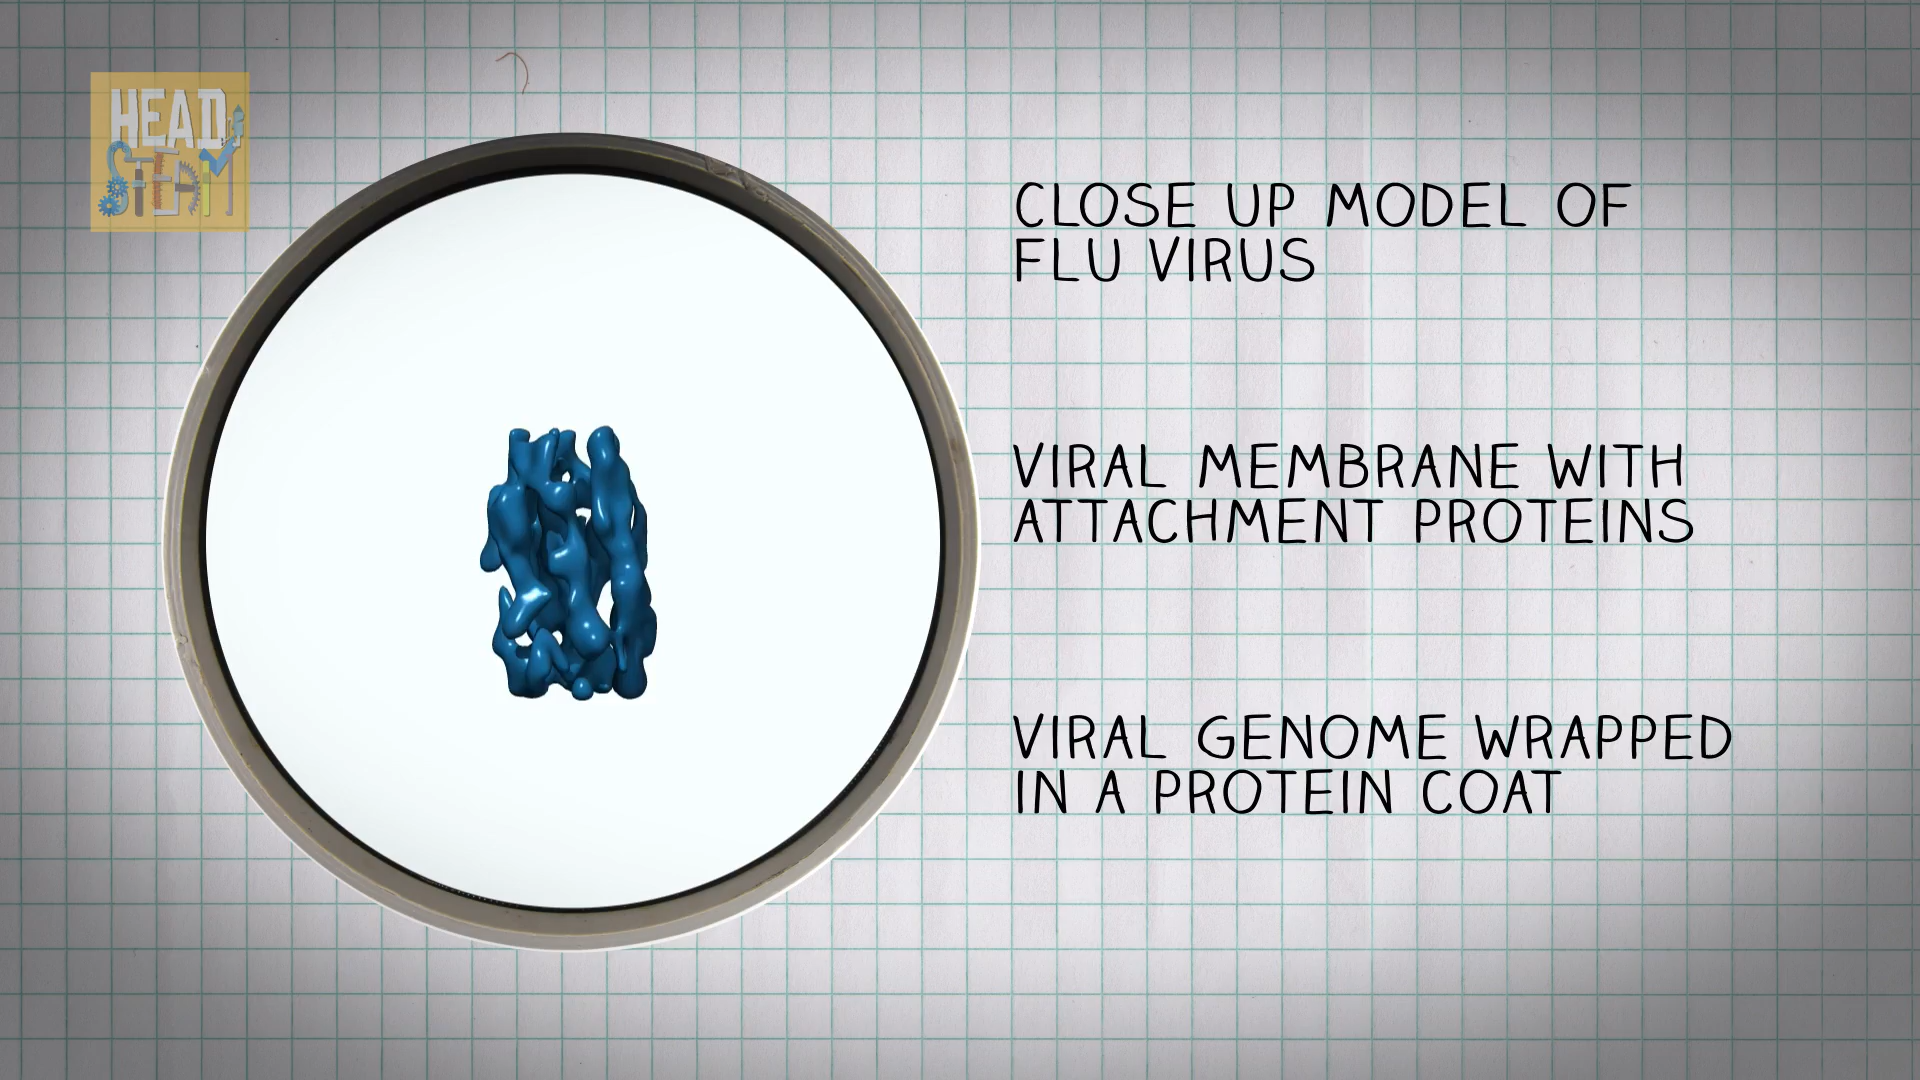 HEAD
STEAM
CLOSE UP MODEL OF
FLU VIRUS
VIRAL MEMBRANE WITH
ATTACHMENT PROTEINS
VIRAL GENOME WRAPPED
IN A PROTEIN COAT